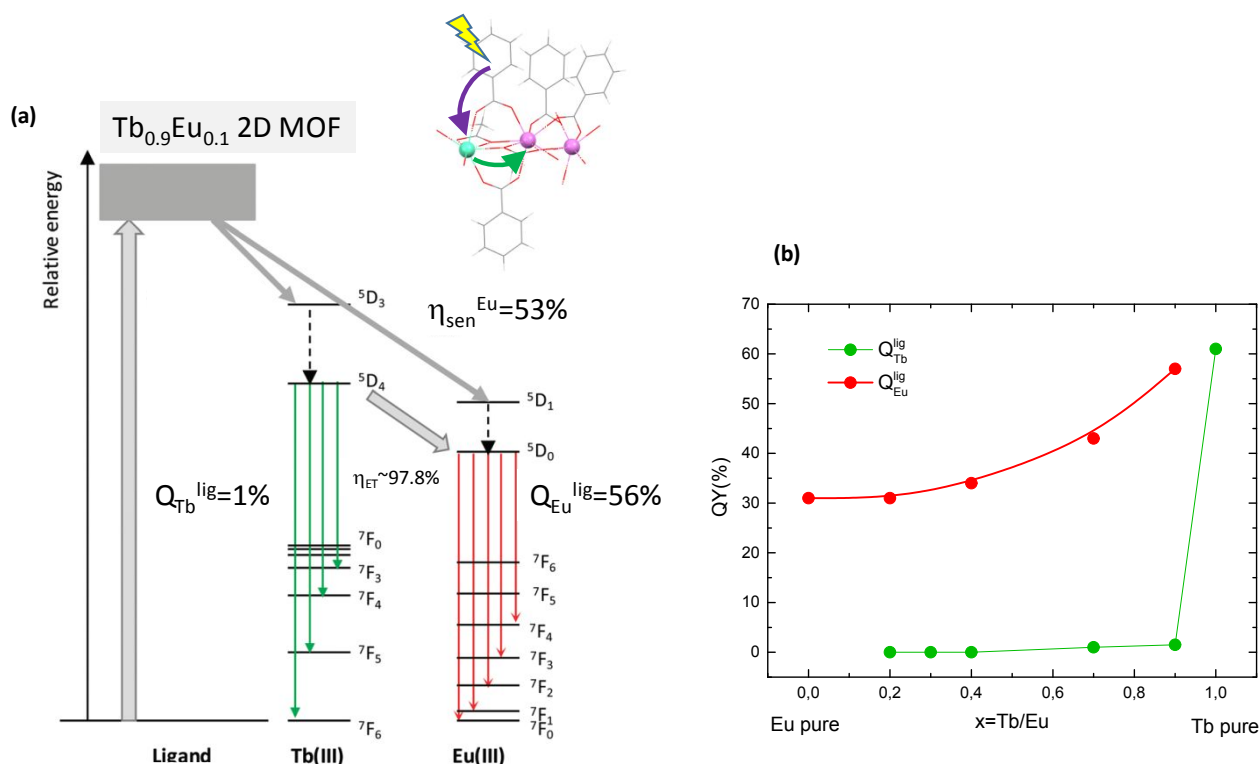 (a)
Tb0.9Eu0.1 2D MOF
Relative energy
5D3
ηsenEu=53%
5D4
5D1
5D0
ηET~97.8%
QTblig=1%
QEulig=56%
7F0
7F3
7F4
7F5
7F6
7F6
7F5
7F4
7F3
7F2
7F1
7F0
Ligand
Tb(III)
Eu(III)
(b)
QY(%)
70
60
50
40
30
20
10
0
QligTb
QligEu
0,0
0,2
0,4
0,6
0,8
1,0
Eu pure
x=Tb/Eu
Tb pure